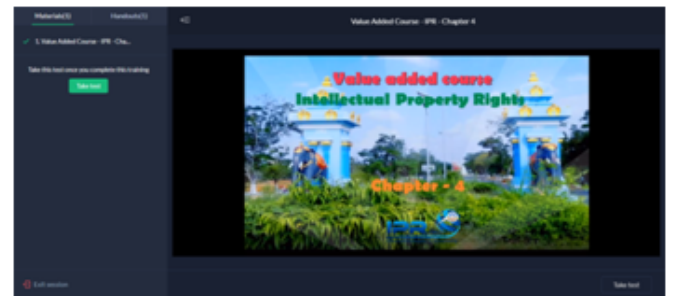 Materials(1)
Handouts(1)
Value Added Course - IPR - Chapter 4
1. Value Added Course - IPR - Cha...
Take this test once you complete this training
Take test
Value added course
Intellectual Property Rights
Chapter - 4
IPR
Exit session
Take test